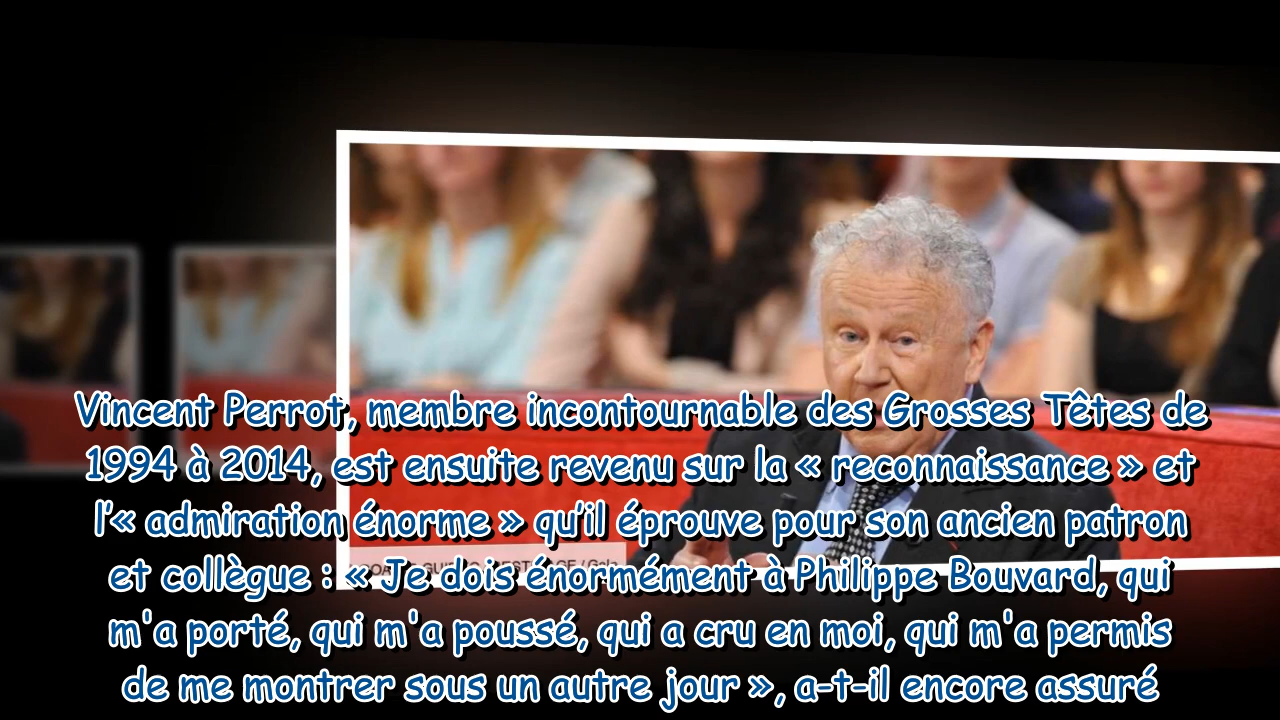 Vincent Perrot, membre incontournable des Grosses Têtes de
1994 à 2014, est ensuite revenu sur la « reconnaissance » et
l’« admiration énorme » qu’il éprouve pour son ancien patron
et collègue : « Je dois énormément à Philippe Bouvard, qui
m'a porté, qui m'a poussé, qui a cru en moi, qui m'a permis
de me montrer sous un autre jour », a-t-il encore assuré